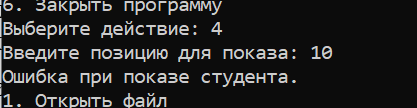 6. Закрыть программу
Выберите действие: 4
Введите позицию для показа: 10
Ошибка при показе студента.
1. Открыть файл